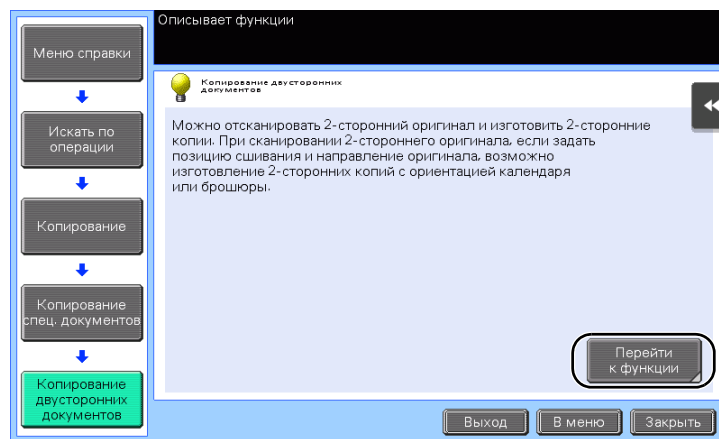 Описывает функции
Меню справки
Искать по
операции
Копирование
Копирование
спец. документов
Копирование
двусторонних
документов
Копирование двусторонних
документов
Можно отсканировать 2-сторонний оригинал и изготовить 2-сторонние
копии. При сканировании 2-стороннего оригинала, если задать
позицию сшивания и направление оригинала, возможно
изготовление 2-сторонних копий с ориентацией календаря
или брошюры.
Перейти
к функции
Выход
В меню
Закрыть